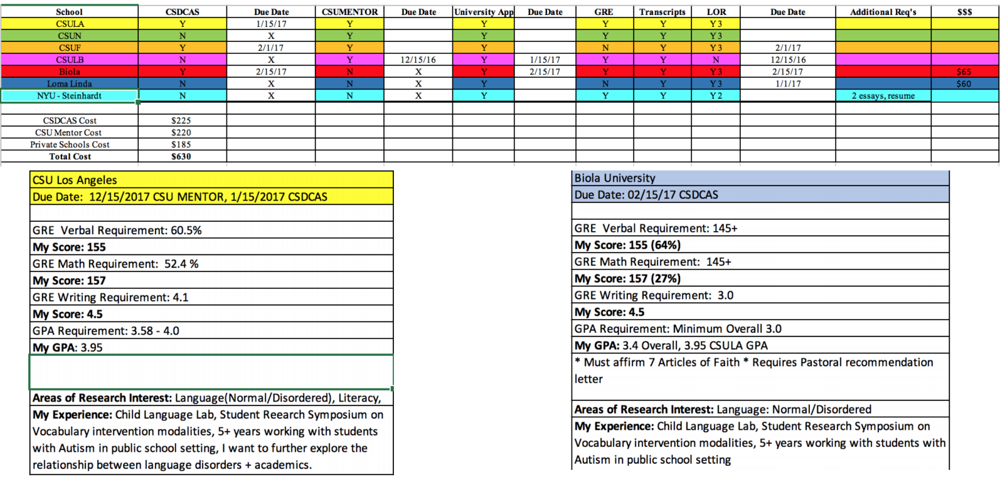 School CSDCAS Due Date CSUMENTOR Due Date University App Due Date GRE Transcripts LOR Due Date Additional Req's $$$
CSULA Y 1/15/17 Y Y Y Y Y 3
CSUN N X Y Y Y Y Y 3
CSUF Y 2/1/17 Y Y N Y Y 3 2/1/17
CSULB N X Y 12/15/16 Y 1/15/17 Y Y N 12/15/16
Biola Y 2/15/17 N X Y 2/15/17 Y Y Y 3 2/15/17 $65
Loma Linda N X N X Y N Y Y 3 1/1/17 $60
NYU - Steinhardt N X N X Y Y Y Y 2 2 essays, resume
CSDCAS Cost $225
CSU Mentor Cost $220
Private Schools Cost $185
Total Cost $630
CSU Los Angeles
Due Date: 12/15/2017 CSU MENTOR, 1/15/2017 CSDCAS
GRE Verbal Requirement: 60.5%
My Score: 155
GRE Math Requirement: 52.4 %
My Score: 157
GRE Writing Requirement: 4.1
My Score: 4.5
GPA Requirement: 3.58 - 4.0
My GPA: 3.95
Areas of Research Interest: Language(Normal/Disordered), Literacy,
My Experience: Child Language Lab, Student Reearch Symposium on
Vocabulary intervention modalities, 5+ years working with students
with Autism in public school setting, I want to further explore the
relationship between language disorders + academics.
Biola University
Due Date: 02/15/17 CSDCAS
GRE Verbal Requirement: 145+
My Score: 155 (64%)
GRE Math Requirement: 145+
My Score: 157 (27%)
GRE Writing Requirement: 3.0
My Score: 4.5
GPA Requirement: Minimum Overall 3.0
My GPA: 3.4 Overall, 3.95 CSULA GPA
* Must affirm 7 Articles of Faith * Requires Pastoral recommendation
letter
Areas of Research Interest: Language: Normal/Disordered
My Experience: Child Language Lab, Student Research Symposium on
Vocabulary intervention modalities, 5+ years working with students with
Autism in public school setting